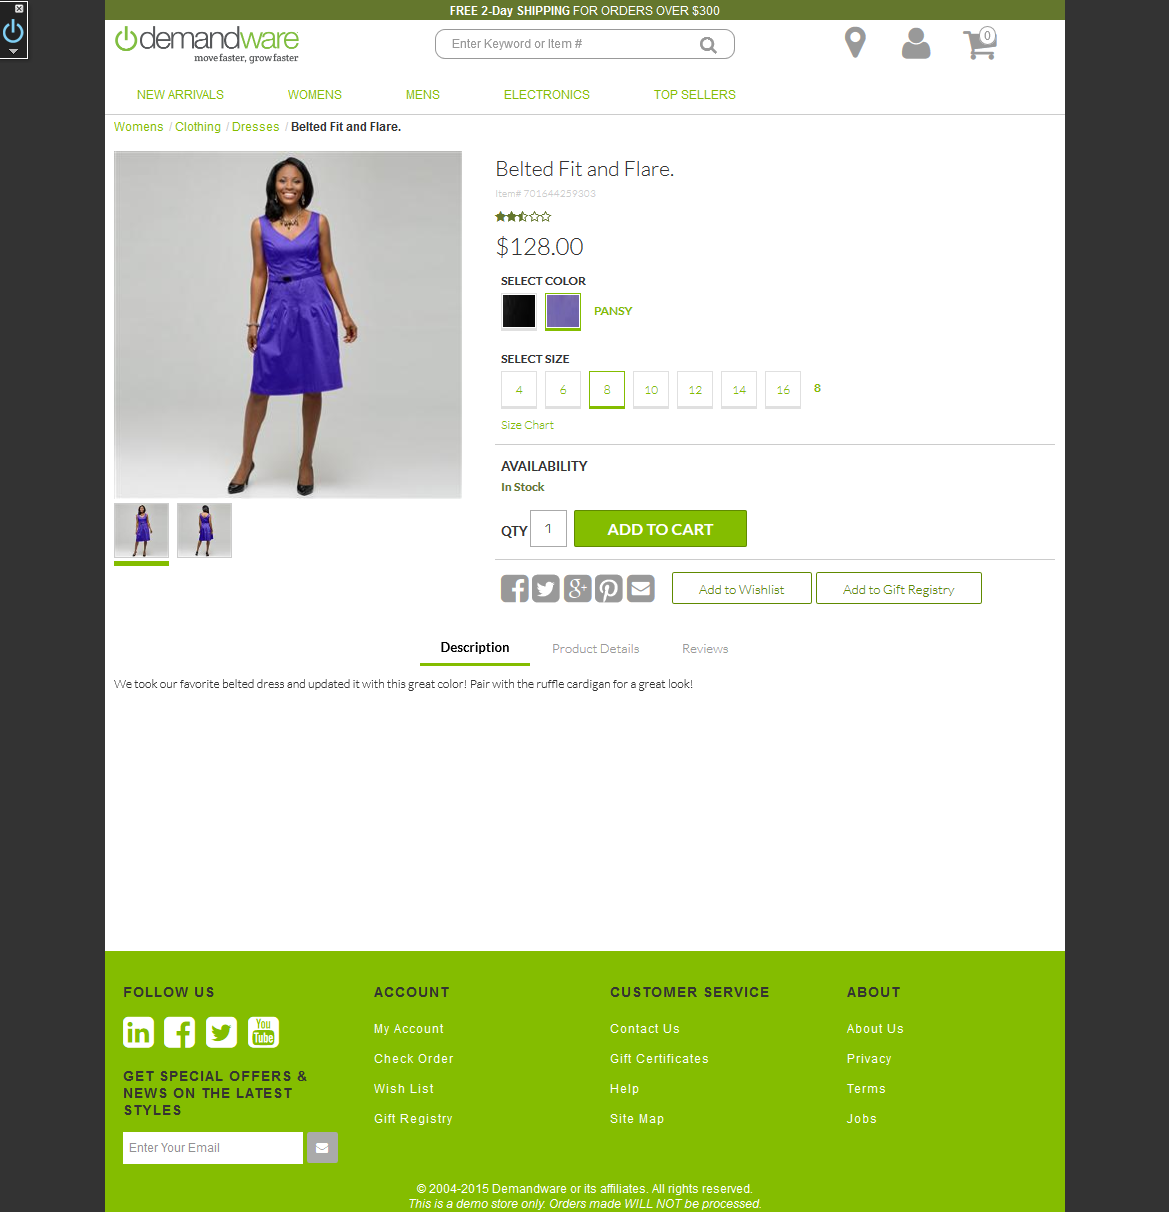 FREE 2-Day SHIPPING FOR ORDERS OVER $300
demandware
move faster, grow faster
Enter Keyword or Item #
0
NEW ARRIVALS WOMENS MENS ELECTRONICS TOP SELLERS
Womens / Clothing / Dresses / Belted Fit and Flare.
Belted Fit and Flare.
Item# 701644259303
$128.00
SELECT COLOR
PANSY
SELECT SIZE
4 6 8 10 12 14 16 8
Size Chart
AVAILABILITY
In Stock
QTY 1 ADD TO CART
g+ Add to Wishlist Add to Gift Registry
Description Product Details Reviews
We took our favorite belted dress and updated it with this great color! Pair with the ruffle cardigan for a great look!
FOLLOW US
in f You Tube
GET SPECIAL OFFERS &
NEWS ON THE LATEST
STYLES
Enter Your Email
ACCOUNT
My Account
Check Order
Wish List
Gift Registry
CUSTOMER SERVICE
Contact Us
Gift Certificates
Help
Site Map
ABOUT
About Us
Privacy
Terms
Jobs
© 2004-2015 Demandware or its affiliates. All rights reserved.
This is a demo store only. Orders made WILL NOT be processed.